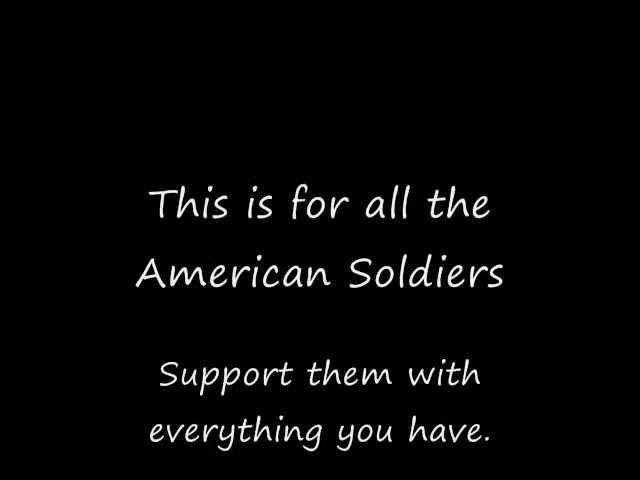 This is for all the
American Soldiers
Support them with
everything you have.